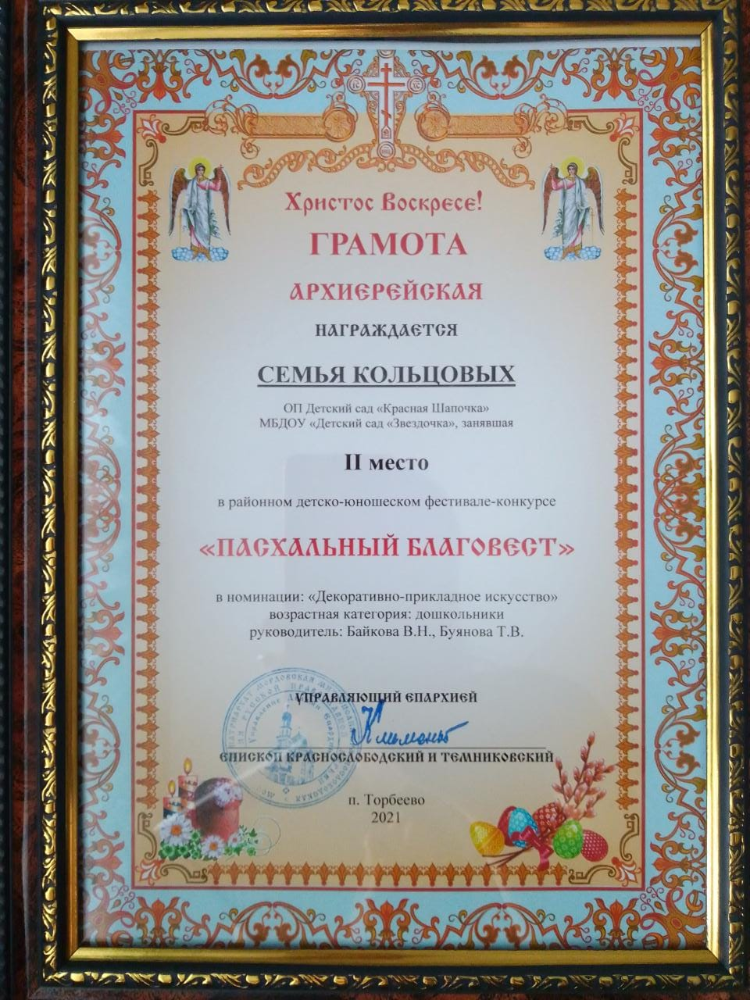 Христос Воскресе!
ГРАМОТА
АРХИЕРЕЙСКАЯ
НАГРАЖДАЕТСЯ
СЕМЬЯ КОЛЬЦОВЫХ
ОП Детский сад «Красная Шапочка»
МБДОУ «Детский сад «Звездочка», занявшая
II место
в районном детско-юношеском фестивале-конкурсе
«ПАСХАЛЬНЫЙ БЛАГОВЕСТ»
в номинации: «Декоративно-прикладное искусство»
возрастная категория: дошкольники
руководитель: Байкова В.Н., Буянова Т.В.
УПРАВЛЯЮЩИЙ ЕПАРХИЕЙ
ЕПИСКОП КРАСНОСЛОБОДСКИЙ И ТЕМНИКОВСКИЙ
п. Торбеево
2021